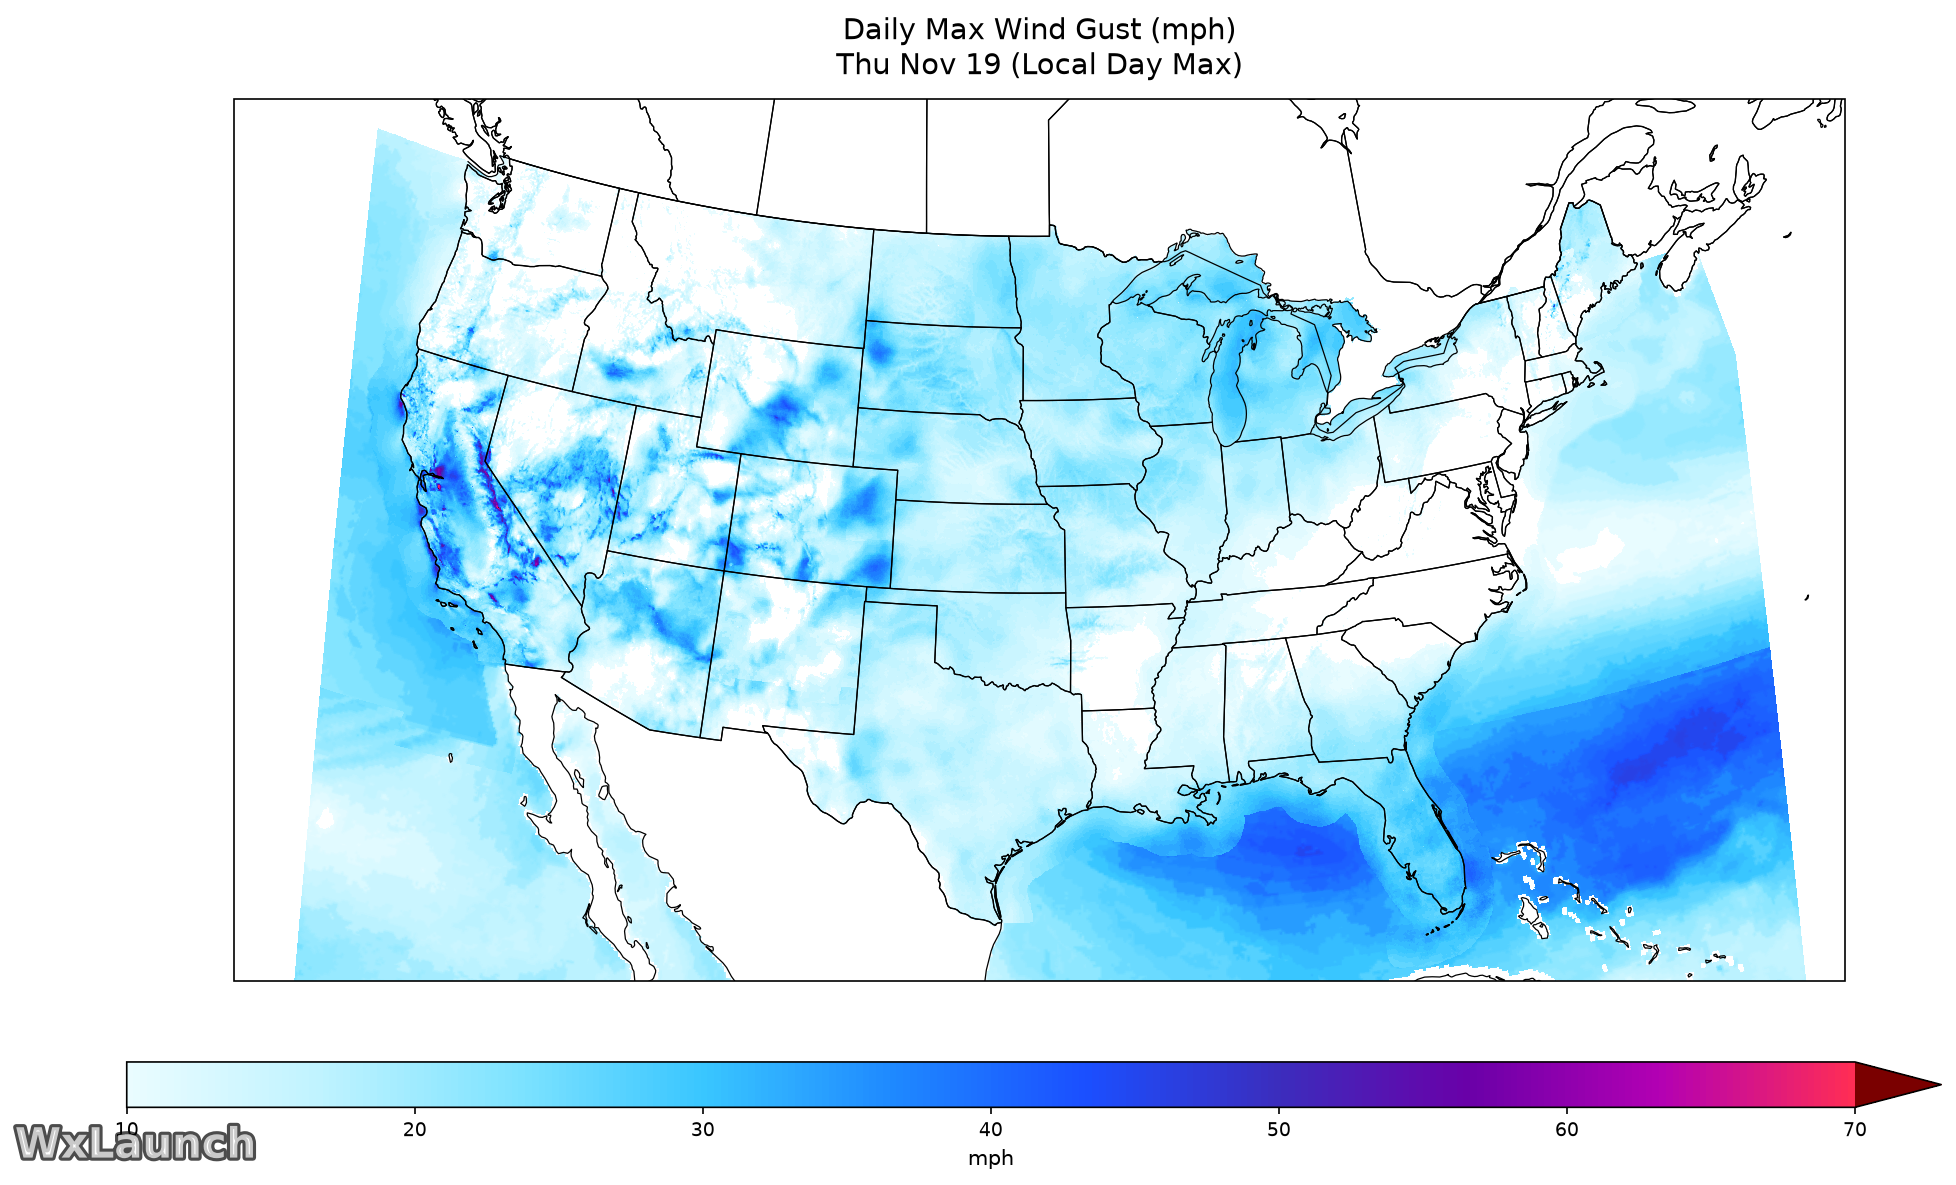 Daily Max Wind Gust (mph)
Thu Nov 19 (Local Day Max)
10 20 30 40 50 60 70
mph
WxLaunch